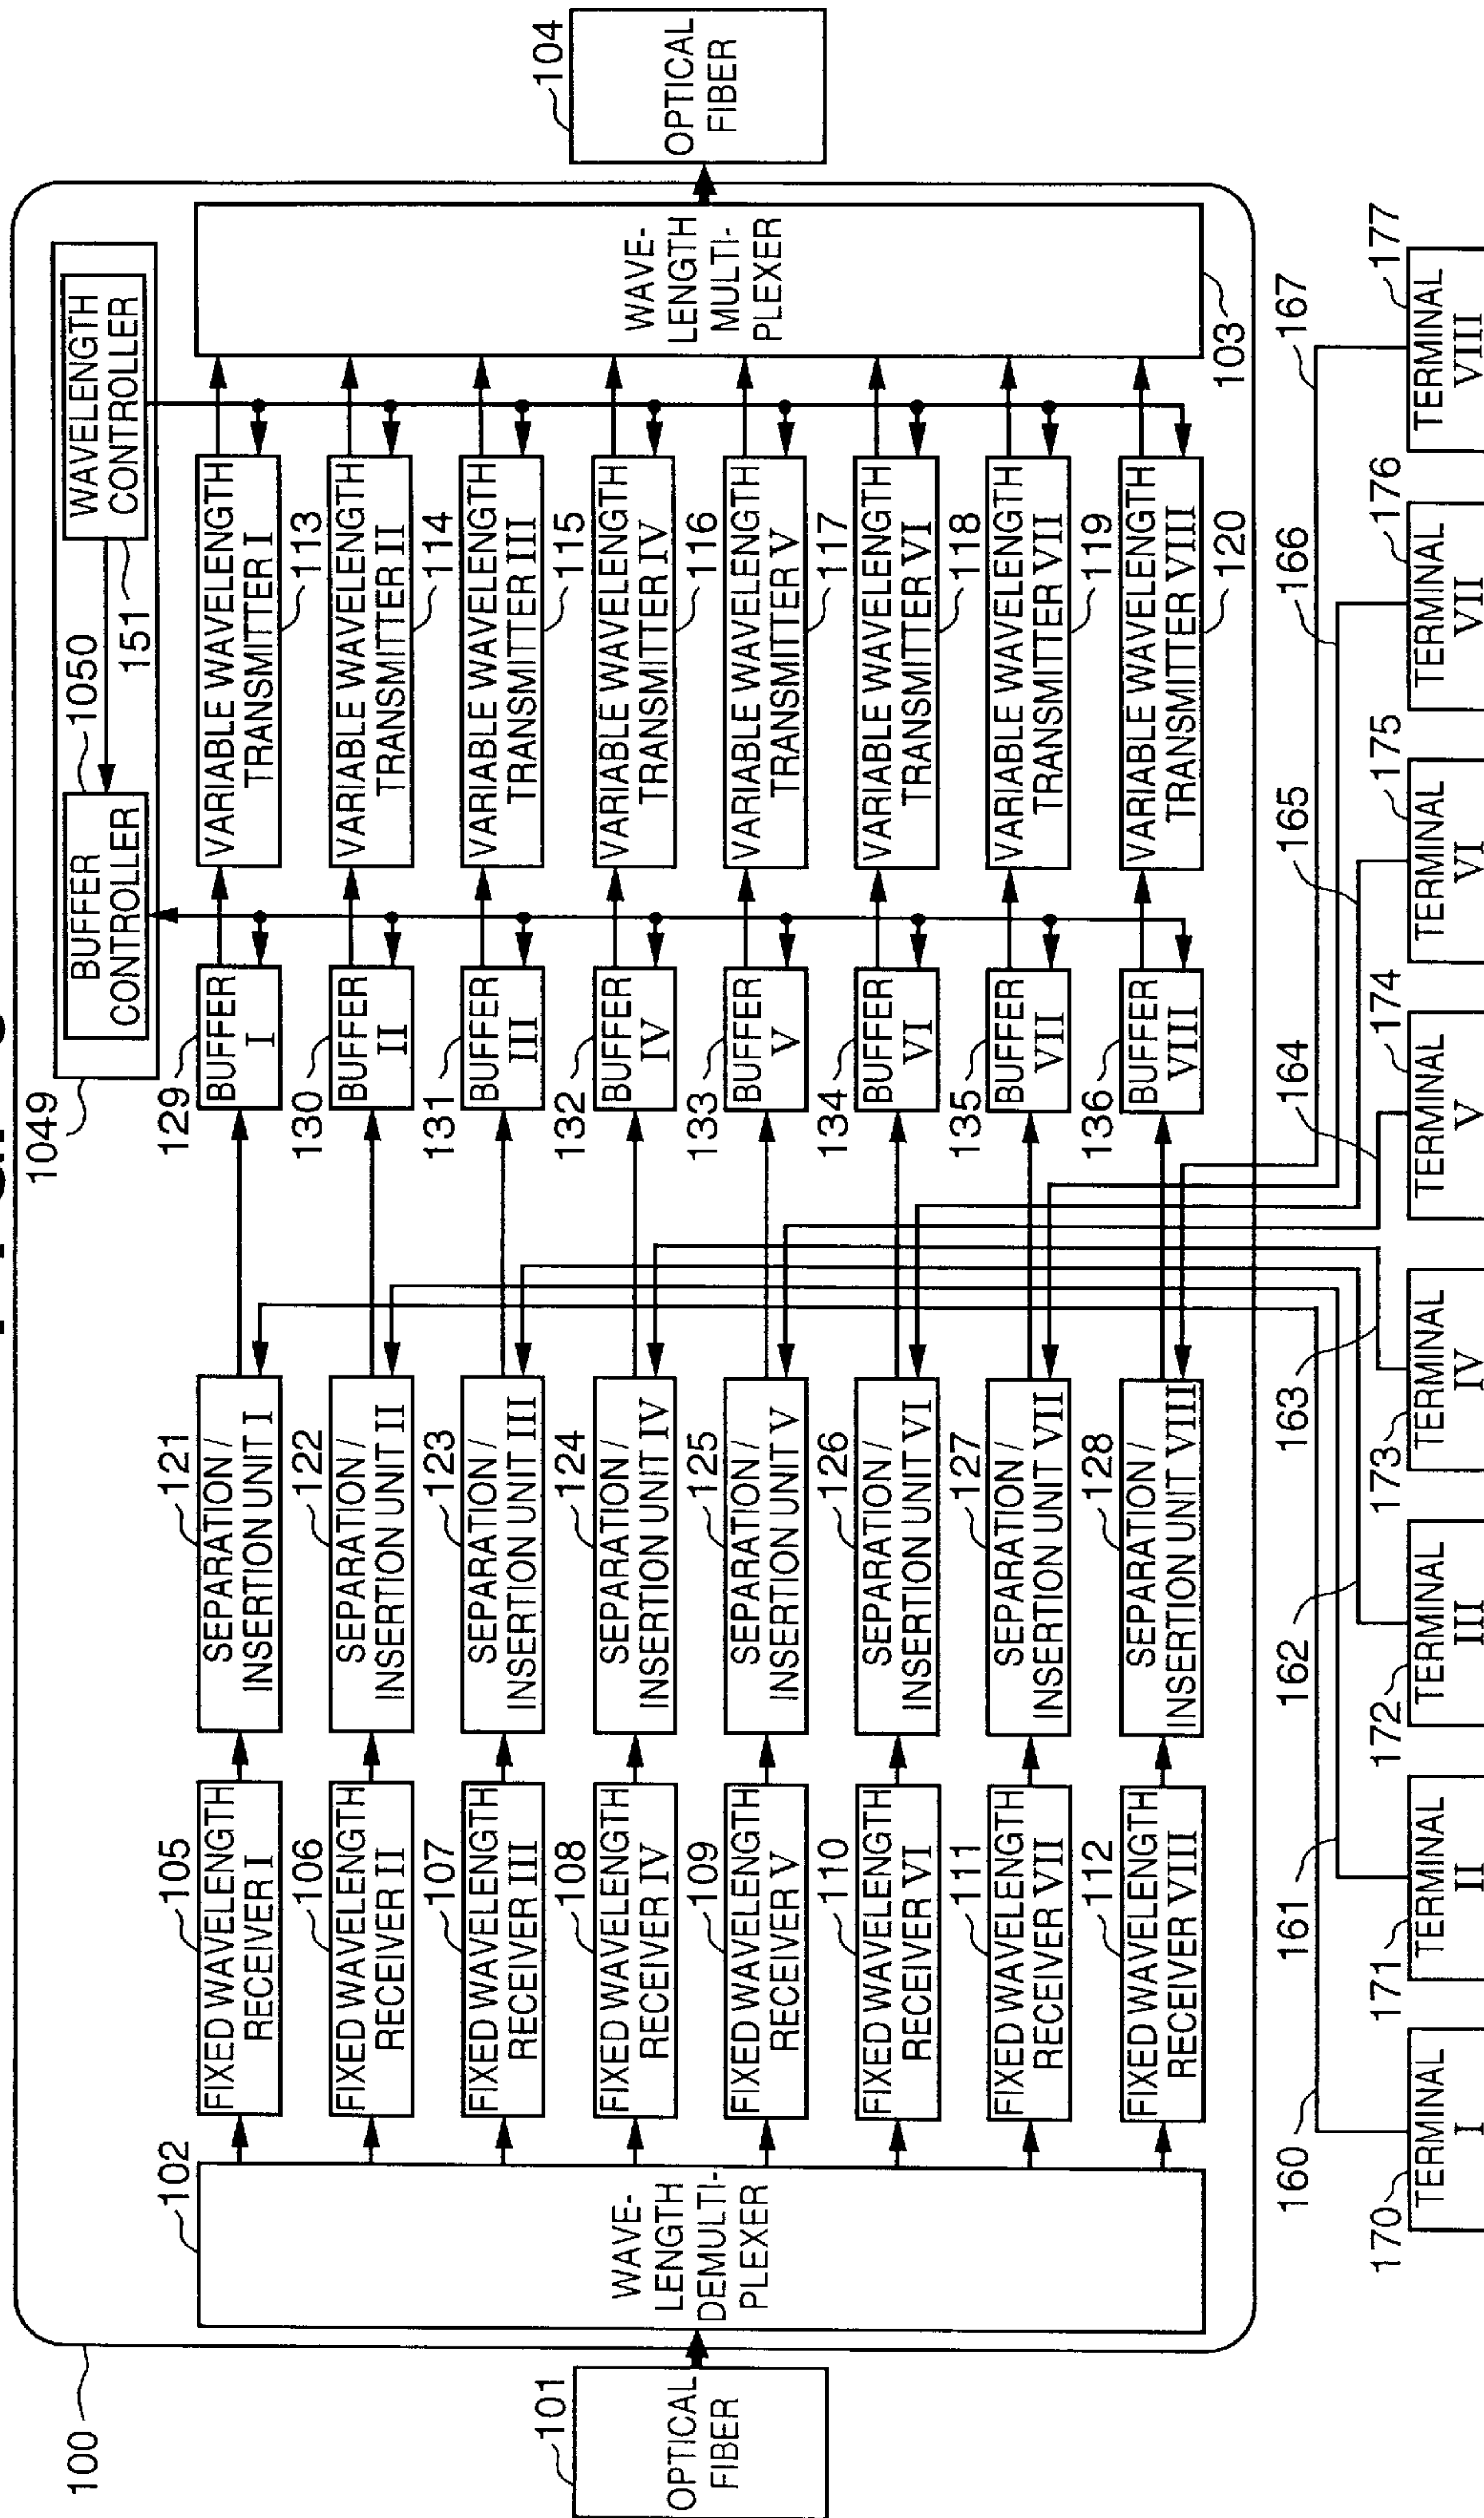 100
101
OPTICAL
FIBER
102
WAVE-
LENGTH
DEMULTI-
PLEXER
105
FIXED WAVELENGTH
RECEIVER I
106
FIXED WAVELENGTH
RECEIVER II
107
FIXED WAVELENGTH
RECEIVER III
108
FIXED WAVELENGTH
RECEIVER IV
109
FIXED WAVELENGTH
RECEIVER V
110
FIXED WAVELENGTH
RECEIVER VI
111
FIXED WAVELENGTH
RECEIVER VII
112
FIXED WAVELENGTH
RECEIVER VIII
121
SEPARATION /
INSERTION UNIT I
122
SEPARATION /
INSERTION UNIT II
123
SEPARATION /
INSERTION UNIT III
124
SEPARATION /
INSERTION UNIT IV
125
SEPARATION /
INSERTION UNIT V
126
SEPARATION /
INSERTION UNIT VI
127
SEPARATION /
INSERTION UNIT VII
128
SEPARATION /
INSERTION UNIT VIII
1049
BUFFER
CONTROLLER
1050
151
WAVELENGTH
CONTROLLER
129
BUFFER
I
130
BUFFER
II
131
BUFFER
III
132
BUFFER
IV
133
BUFFER
V
134
BUFFER
VI
135
BUFFER
VII
136
BUFFER
VIII
VARIABLE WAVELENGTH
TRANSMITTER I
113
VARIABLE WAVELENGTH
TRANSMITTER II
114
VARIABLE WAVELENGTH
TRANSMITTER III
115
VARIABLE WAVELENGTH
TRANSMITTER IV
116
VARIABLE WAVELENGTH
TRANSMITTER V
117
VARIABLE WAVELENGTH
TRANSMITTER VI
118
VARIABLE WAVELENGTH
TRANSMITTER VII
119
VARIABLE WAVELENGTH
TRANSMITTER VIII
120
WAVE-
LENGTH
MULTI-
PLEXER
103
104
OPTICAL
FIBER
160
161
162
163
164
165
166
167
170
TERMINAL
I
171
TERMINAL
II
172
TERMINAL
III
173
TERMINAL
IV
174
TERMINAL
V
175
TERMINAL
VI
176
TERMINAL
VII
177
TERMINAL
VIII